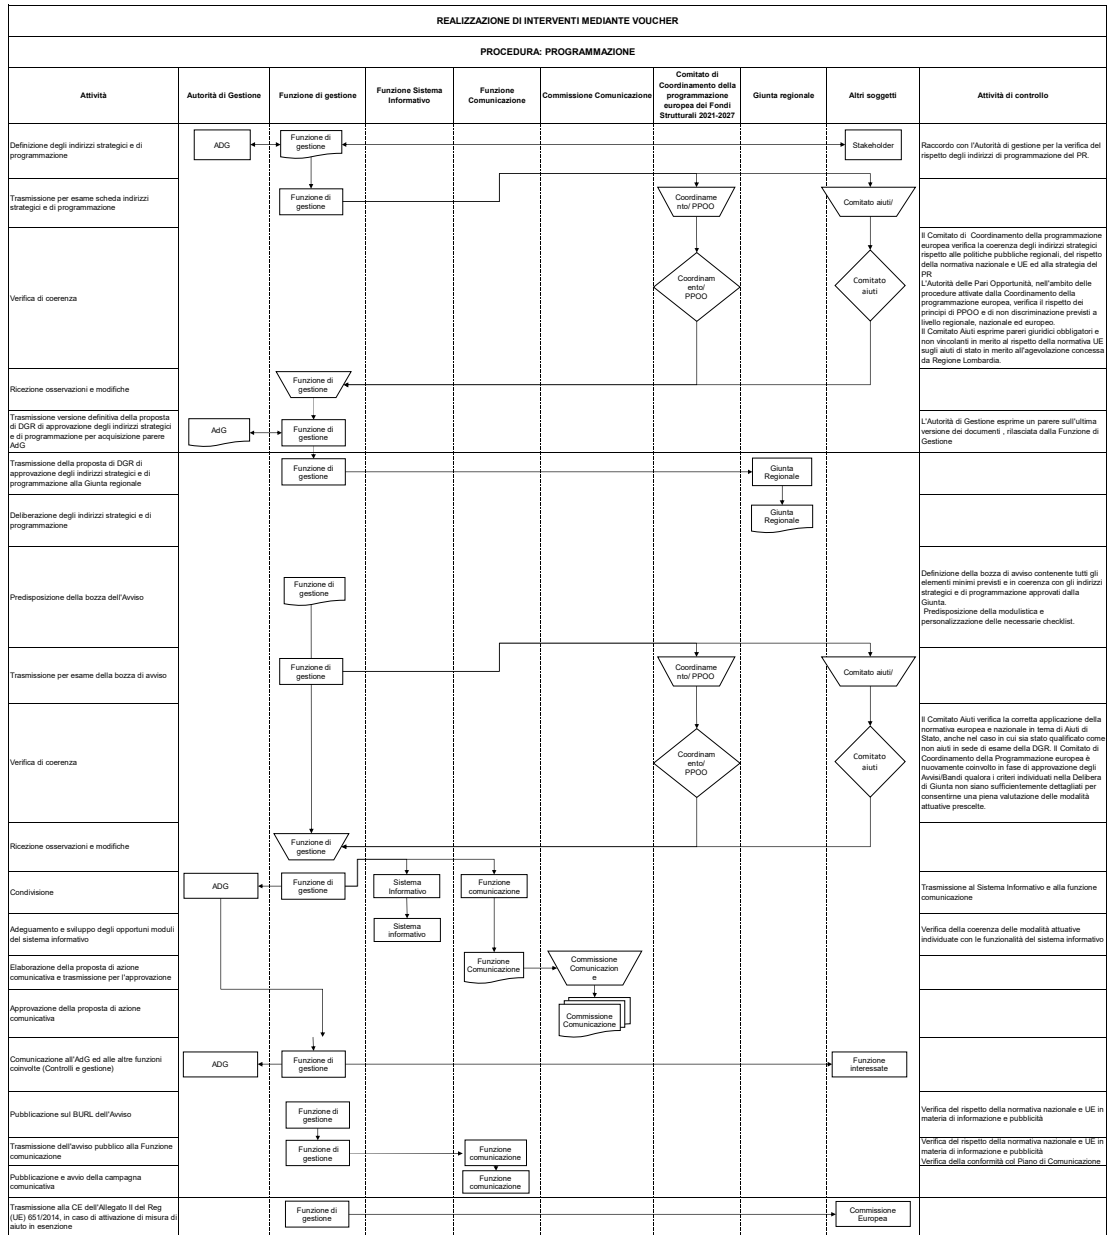 REALIZZAZIONE DI INTERVENTI MEDIANTE VOUCHER
PROCEDURA: PROGRAMMAZIONE
Attività
Autorità di Gestione
Funzione di gestione
Funzione Sistema
Informativo
Funzione
Comunicazione
Commissione Comunicazione
Comitato di
Coordinamento della
programmazione
europea dei Fondi
Strutturali 2021-2027
Giunta regionale
Altri soggetti
Attività di controllo
Definizione degli indirizzi strategici e di
programmazione
ADG
Funzione di
gestione
Stakeholder
Raccordo con l'Autorità di gestione per la verifica del
rispetto degli indirizzi di programmazione del PR.
Trasmissione per esame scheda indirizzi
strategici e di programmazione
Funzione di
gestione
Coordiname
nto/ PPOO
Comitato aiuti/
Verifica di coerenza
Coordinam
ento/
PPOO
Comitato
aiuti
Il Comitato di  Coordinamento della programmazione
europea verifica la coerenza degli indirizzi strategici
rispetto alle politiche pubbliche regionali, del rispetto
della normativa nazionale e UE ed alla strategia del
PR
L'Autorità delle Pari Opportunità, nell'ambito delle
procedure attivate dalla Coordinamento della
programmazione europea, verifica il rispetto dei
principi di PPOO e di non discriminazione previsti a
livello regionale, nazionale ed europeo.
Il Comitato Aiuti esprime pareri giuridici obbligatori e
non vincolanti in merito al rispetto della normativa UE
sugli aiuti di stato in merito all'agevolazione concessa
da Regione Lombardia.
Ricezione osservazioni e modifiche
Funzione di
gestione
Trasmissione versione definitiva della proposta
di DGR di approvazione degli indirizzi strategici
e di programmazione per acquisizione parere
AdG
AdG
Funzione di
gestione
L'Autorità di Gestione esprime un parere sull'ultima
versione dei documenti , rilasciata dalla Funzione di
Gestione
Trasmissione della proposta di DGR di
approvazione degli indirizzi strategici e di
programmazione alla Giunta regionale
Funzione di
gestione
Giunta
Regionale
Deliberazione degli indirizzi strategici e di
programmazione
Giunta
Regionale
Predisposizione della bozza dell'Avviso
Funzione di
gestione
Definizione della bozza di avviso contenente tutti gli
elementi minimi previsti e in coerenza con gli indirizzi
strategici e di programmazione approvati dalla
Giunta.
Predisposizione della modulistica e
personalizzazione delle necessarie checklist.
Trasmissione per esame della bozza di avviso
Funzione di
gestione
Coordiname
nto/ PPOO
Comitato aiuti/
Verifica di coerenza
Coordinam
ento/
PPOO
Comitato
aiuti
Il Comitato Aiuti verifica la corretta applicazione della
normativa europea e nazionale in tema di Aiuti di
Stato, anche nel caso in cui sia stato qualificato come
non aiuti in sede di esame della DGR. Il Comitato di
Coordinamento della Programmazione europea è
nuovamente coinvolto in fase di approvazione degli
Avvisi/Bandi qualora i criteri individuati nella Delibera
di Giunta non siano sufficientemente dettagliati per
consentirne una piena valutazione delle modalità
attuative prescelte.
Ricezione osservazioni e modifiche
Funzione di
gestione
Condivisione
ADG
Funzione di
gestione
Sistema
Informativo
Funzione
comunicazione
Trasmissione al Sistema Informativo e alla funzione
comunicazione
Adeguamento e sviluppo degli opportuni moduli
del sistema informativo
Sistema
informativo
Verifica della coerenza delle modalità attuative
individuate con le funzionalità del sistema informativo
Elaborazione della proposta di azione
comunicativa e trasmissione per l'approvazione
Funzione
Comunicazione
Commissione
Comunicazion
e
Approvazione della proposta di azione
comunicativa
Commissione
Comunicazione
Comunicazione all'AdG ed alle altre funzioni
coinvolte (Controlli e gestione)
ADG
Funzione di
gestione
Funzione
interessate
Pubblicazione sul BURL dell'Avviso
Funzione di
gestione
Verifica del rispetto della normativa nazionale e UE in
materia di informazione e pubblicità
Trasmissione dell'avviso pubblico alla Funzione
comunicazione
Funzione di
gestione
Funzione
comunicazione
Verifica del rispetto della normativa nazionale e UE in
materia di informazione e pubblicità
Verifica della conformità col Piano di Comunicazione
Pubblicazione e avvio della campagna
comunicativa
Funzione
comunicazione
Trasmissione alla CE dell'Allegato II del Reg
(UE) 651/2014, in caso di attivazione di misura di
aiuto in esenzione
Funzione di
gestione
Commissione
Europea